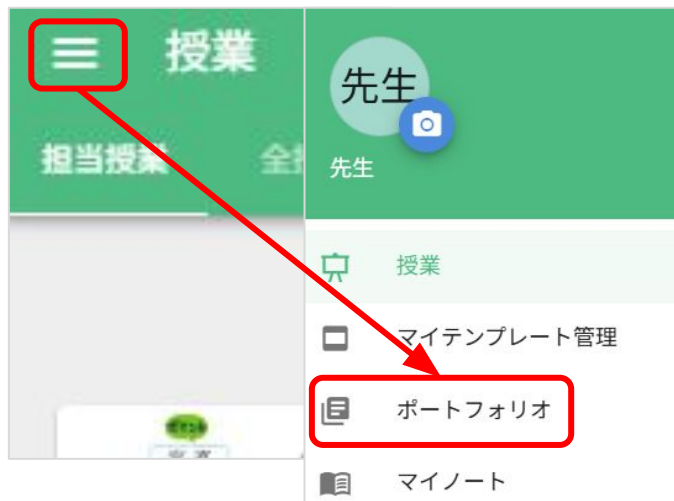 授業
担当授業
先生
先生
授業
マイテンプレート管理
ポートフォリオ
マイノート